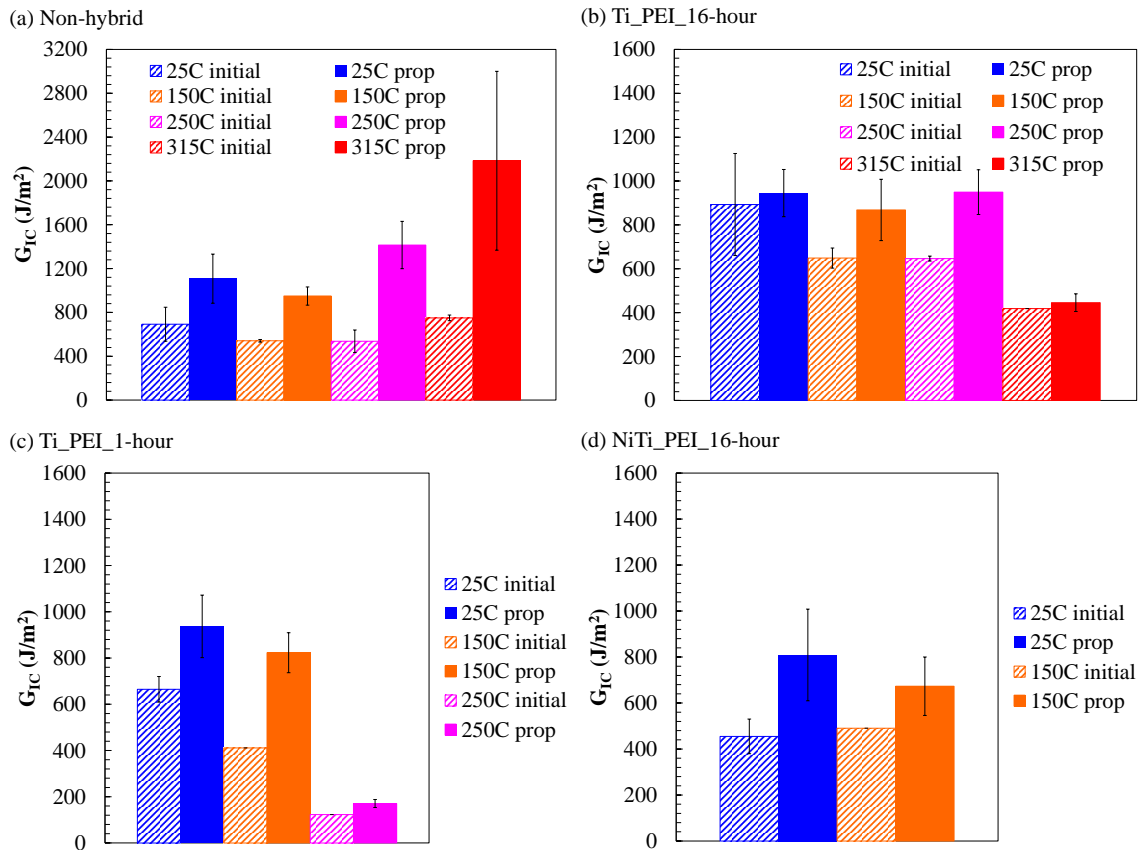 (a) Non-hybrid
3200
2800
2400
2000
1600
1200
800
400
0
G_IC (J/m²)
25C initial 25C prop
150C initial 150C prop
250C initial 250C prop
315C initial 315C prop
(b) Ti_PEI_16-hour
1600
1400
1200
1000
800
600
400
200
0
G_IC (J/m²)
25C initial 25C prop
150C initial 150C prop
250C initial 250C prop
315C initial 315C prop
(c) Ti_PEI_1-hour
1600
1400
1200
1000
800
600
400
200
0
G_IC (J/m²)
25C initial
25C prop
150C initial
150C prop
250C initial
250C prop
(d) NiTi_PEI_16-hour
1600
1400
1200
1000
800
600
400
200
0
G_IC (J/m²)
25C initial
25C prop
150C initial
150C prop